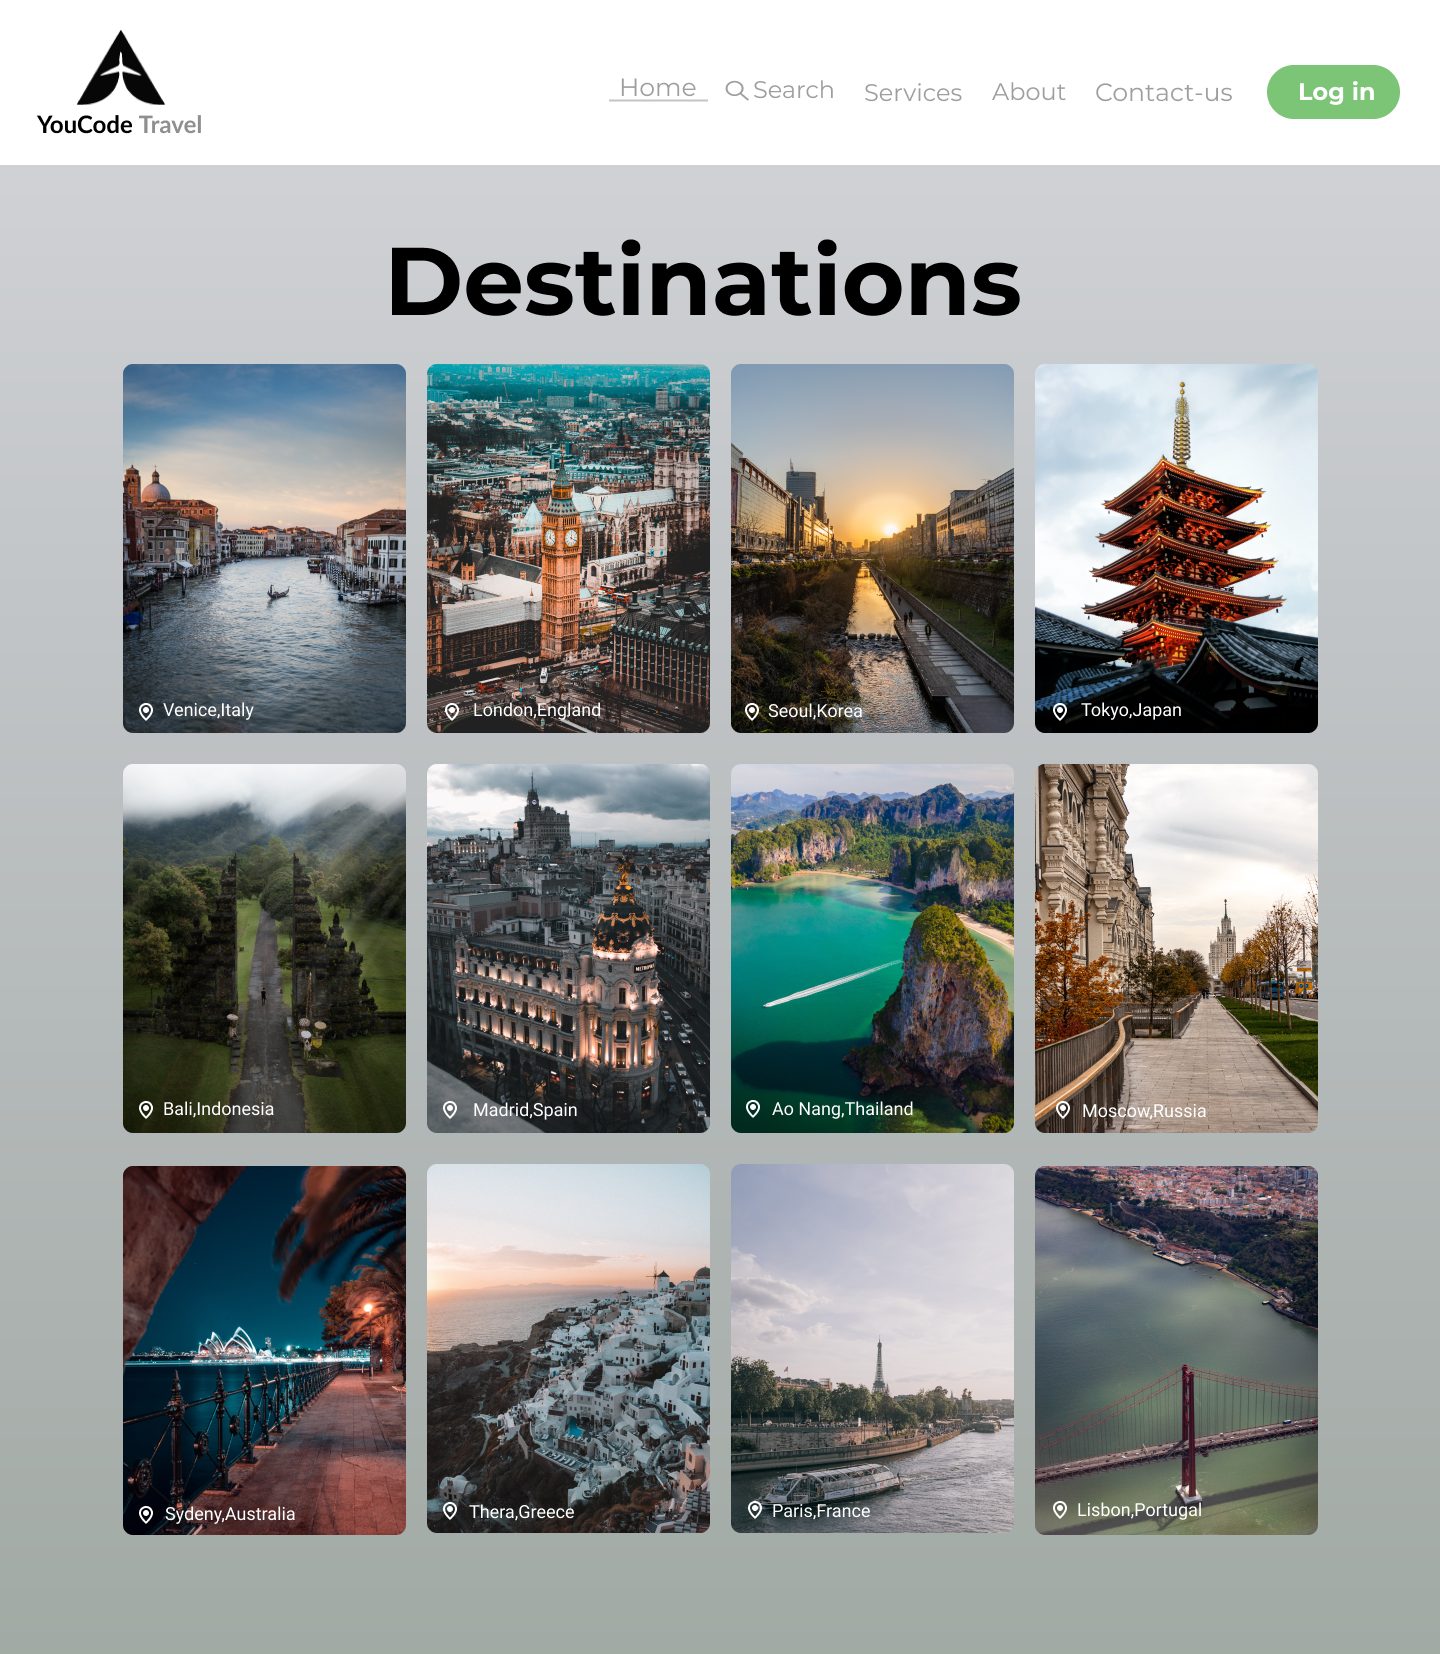 Home
Search
Services
About
Contact-us
Log in
YouCode Travel
Destinations
Venice,Italy
London,England
Seoul,Korea
Tokyo,Japan
METROPOLIS
Bali,Indonesia
Madrid,Spain
Ao Nang,Thailand
Moscow,Russia
Sydeny,Australia
Thera,Greece
Paris,France
Lisbon,Portugal